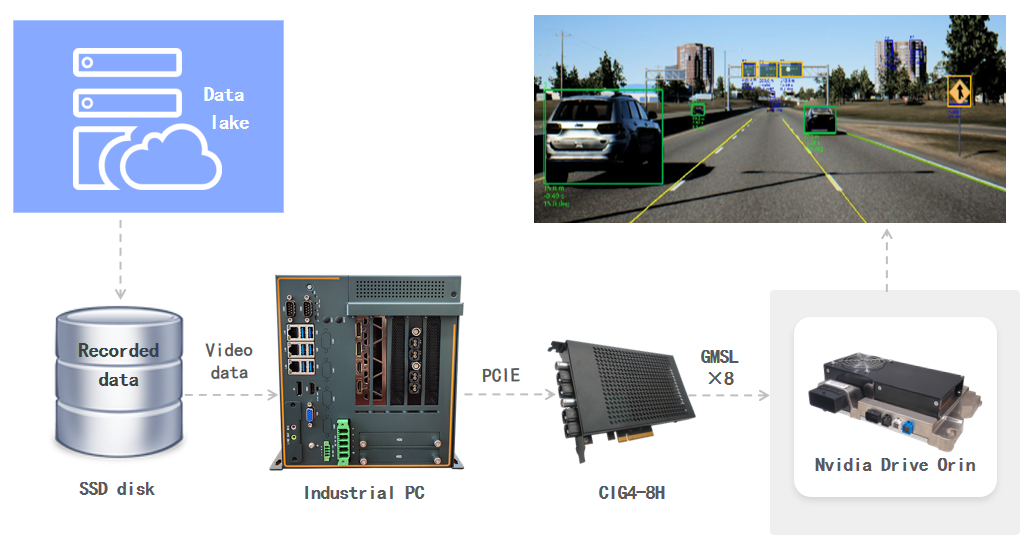 Data
lake
Recorded
data
Video
data
PCIE
GMSL
×8
SSD disk
Industrial PC
CIG4-8H
Nvidia Drive Orin